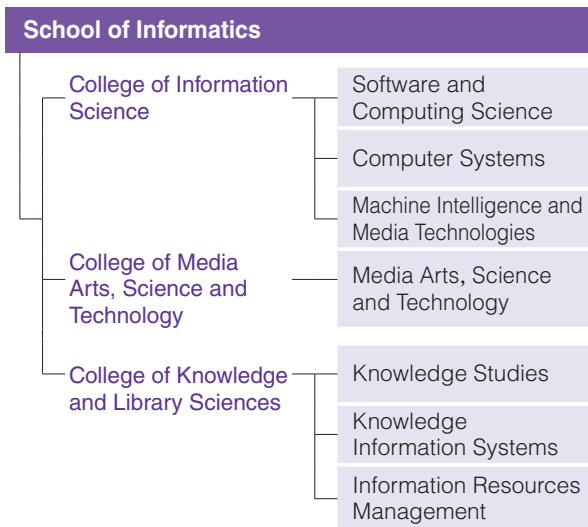 School of Informatics
College of Information
Science
Software and
Computing Science
Computer Systems
Machine Intelligence and
Media Technologies
College of Media
Arts, Science and
Technology
Media Arts, Science
and Technology
College of Knowledge
and Library Sciences
Knowledge Studies
Knowledge
Information Systems
Information Resources
Management